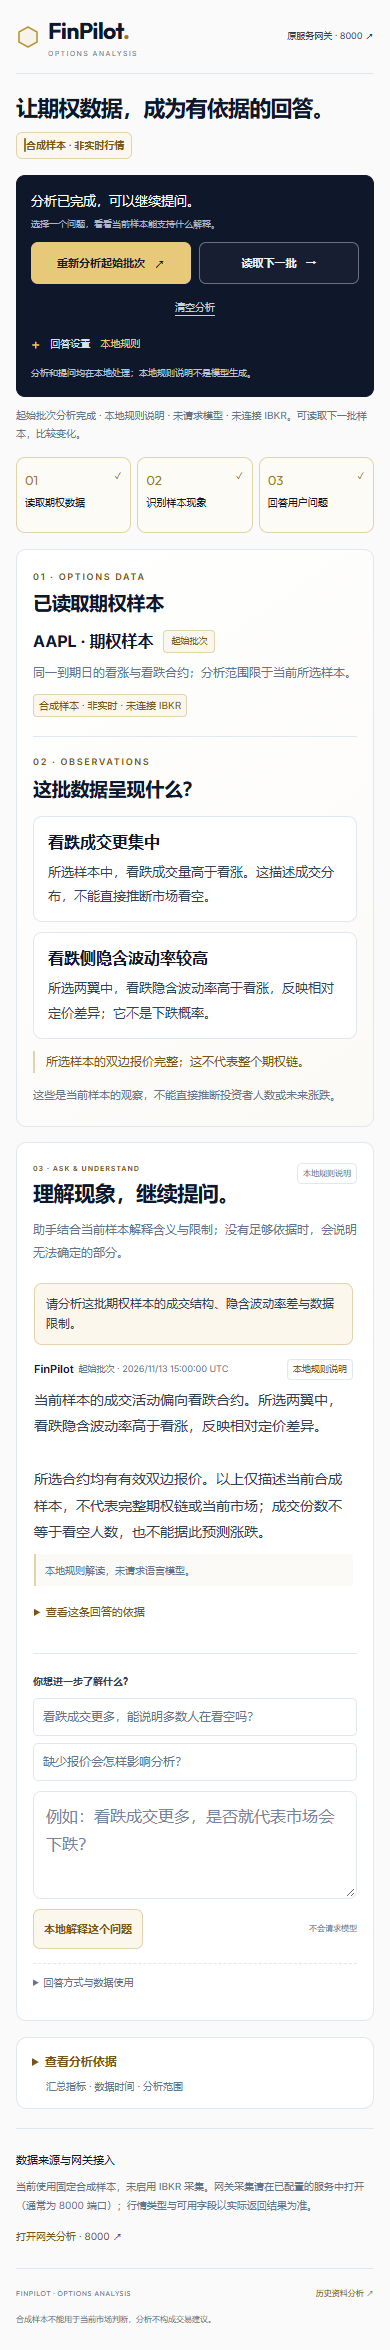 FinPilot.
OPTIONS ANALYSIS
原服务网关 · 8000 ↗
让期权数据，成为有依据的回答。
合成样本 · 非实时行情
分析已完成，可以继续提问。
选择一个问题，看看当前样本能支持什么解释。
重新分析起始批次 ↗
读取下一批 →
清空分析
+ 回答设置 本地规则
分析和提问均在本地处理；本地规则说明不是模型生成。
起始批次分析完成 · 本地规则说明 · 未请求模型 · 未连接 IBKR。可读取下一批样
本，比较变化。
01 ✓
读取期权数据
02 ✓
识别样本现象
03 ✓
回答用户问题
01 · OPTIONS DATA
已读取期权样本
AAPL · 期权样本 起始批次
同一到期日的看涨与看跌合约；分析范围限于当前所选样本。
合成样本 · 非实时 · 未连接 IBKR
02 · OBSERVATIONS
这批数据呈现什么？
看跌成交更集中
所选样本中，看跌成交量高于看涨。这描述成交分
布，不能直接推断市场看空。
看跌侧隐含波动率较高
所选两翼中，看跌隐含波动率高于看涨，反映相对
定价差异；它不是下跌概率。
所选样本的双边报价完整；这不代表整个期权链。
这些是当前样本的观察，不能直接推断投资者人数或未来涨跌。
03 · ASK & UNDERSTAND
本地规则说明
理解现象，继续提问。
助手结合当前样本解释含义与限制；没有足够依据时，会说明
无法确定的部分。
请分析这批期权样本的成交结构、隐含波动率差与数据
限制。
FinPilot 起始批次 · 2026/11/13 15:00:00 UTC 本地规则说明
当前样本的成交活动偏向看跌合约。所选两翼中，
看跌隐含波动率高于看涨，反映相对定价差异。
所选合约均有有效双边报价。以上仅描述当前合成
样本，不代表完整期权链或当前市场；成交份数不
等于看空人数，也不能据此预测涨跌。
本地规则解读，未请求语言模型。
▶ 查看这条回答的依据
你想进一步了解什么？
看跌成交更多，能说明多数人在看空吗？
缺少报价会怎样影响分析？
例如：看跌成交更多，是否就代表市场会
下跌？
本地解释这个问题
不会请求模型
▶ 回答方式与数据使用
▶ 查看分析依据
汇总指标 · 数据时间 · 分析范围
数据来源与网关接入
当前使用固定合成样本，未启用 IBKR 采集。网关采集请在已配置的服务中打开
（通常为 8000 端口）；行情类型与可用字段以实际返回结果为准。
打开网关分析 · 8000 ↗
FINPILOT · OPTIONS ANALYSIS
历史资料分析 ↗
合成样本不能用于当前市场判断，分析不构成交易建议。